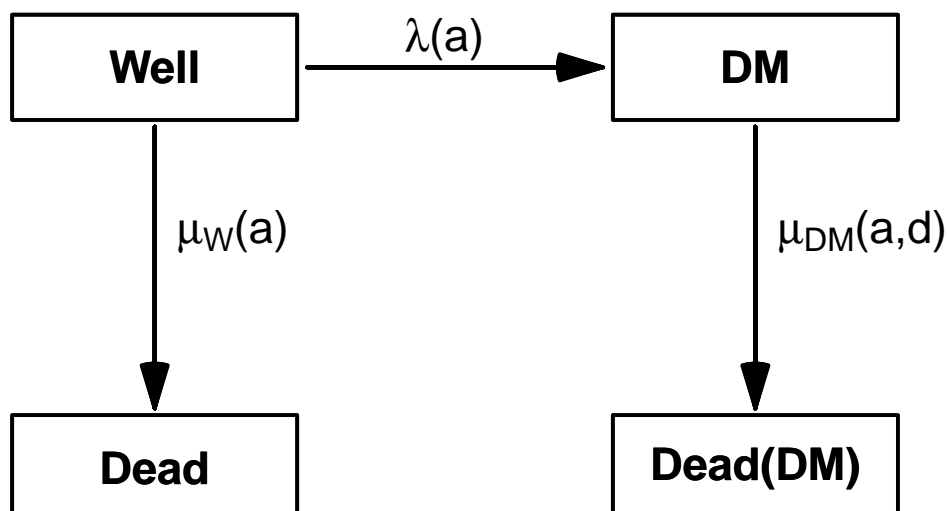 λ(a)
Well
DM
μW(a)
μDM(a,d)
Dead
Dead(DM)